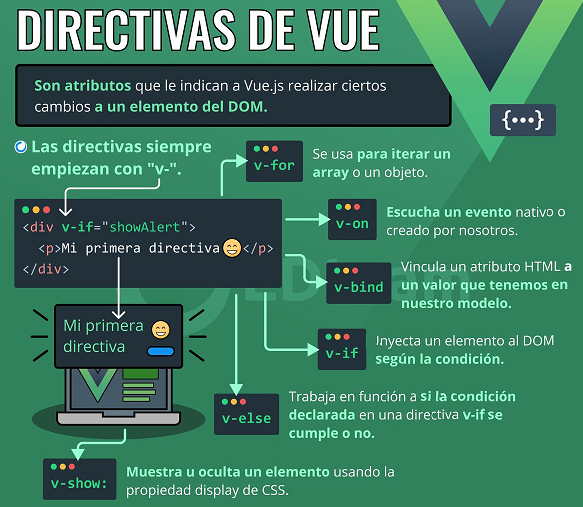 DIRECTIVAS DE VUE
Son atributos que le indican a Vue.js realizar ciertos
cambios a un elemento del DOM.
{•••}
Las directivas siempre
empiezan con "v-".
v-for
Se usa para iterar un
array o un objeto.
<div v-if="showAlert">
<p>Mi primera directiva😄</p>
</div>
v-on
Escucha un evento nativo o
creado por nosotros.
v-bind
Vincula un atributo HTML a
un valor que tenemos en
nuestro modelo.
Mi primera 😄
directiva
v-if
Inyecta un elemento al DOM
según la condición.
v-else
Trabaja en función a si la condición
declarada en una directiva v-if se
cumple o no.
v-show:
Muestra u oculta un elemento usando la
propiedad display de CSS.